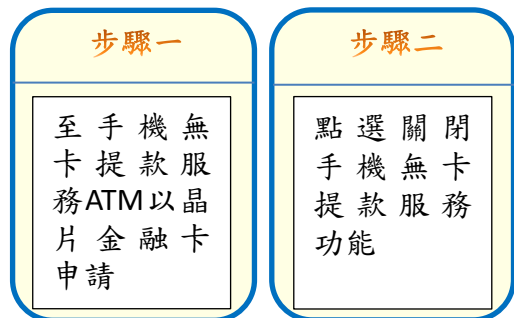 步驟一
至手機無
卡提款服
務ATM以晶
片金融卡
申請
步驟二
點選關閉
手機無卡
提款服務
功能